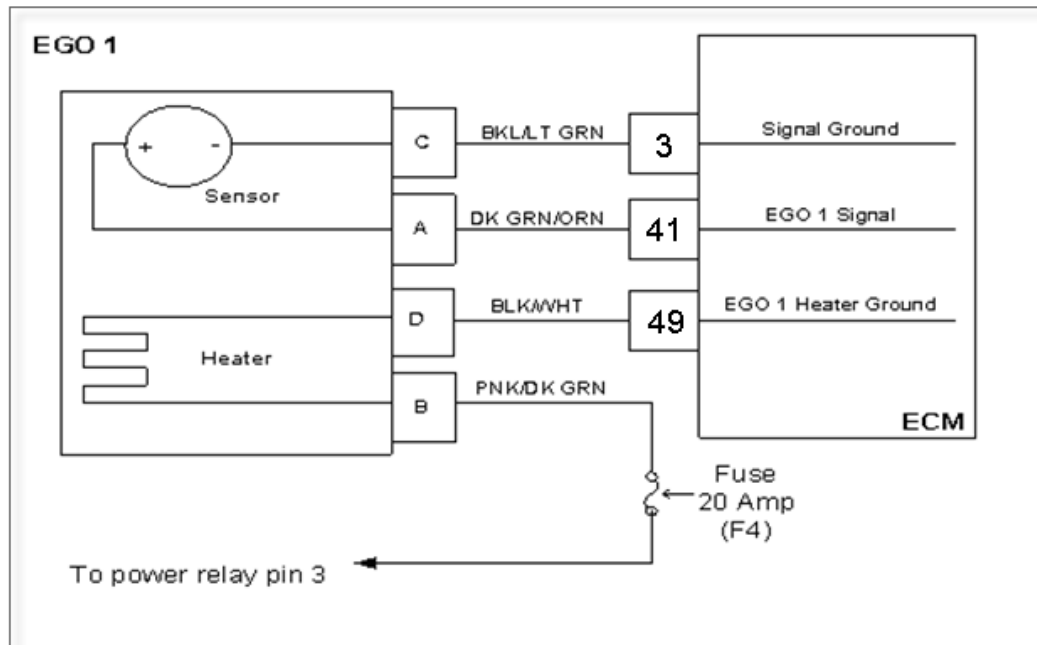 EGO 1
C
BKL/LT GRN
3
Signal Ground
+ -
Sensor
A
DK GRN/ORN
41
EGO 1 Signal
D
BLK/WHT
49
EGO 1 Heater Ground
Heater
B
PNK/DK GRN
ECM
Fuse
20 Amp
(F4)
To power relay pin 3